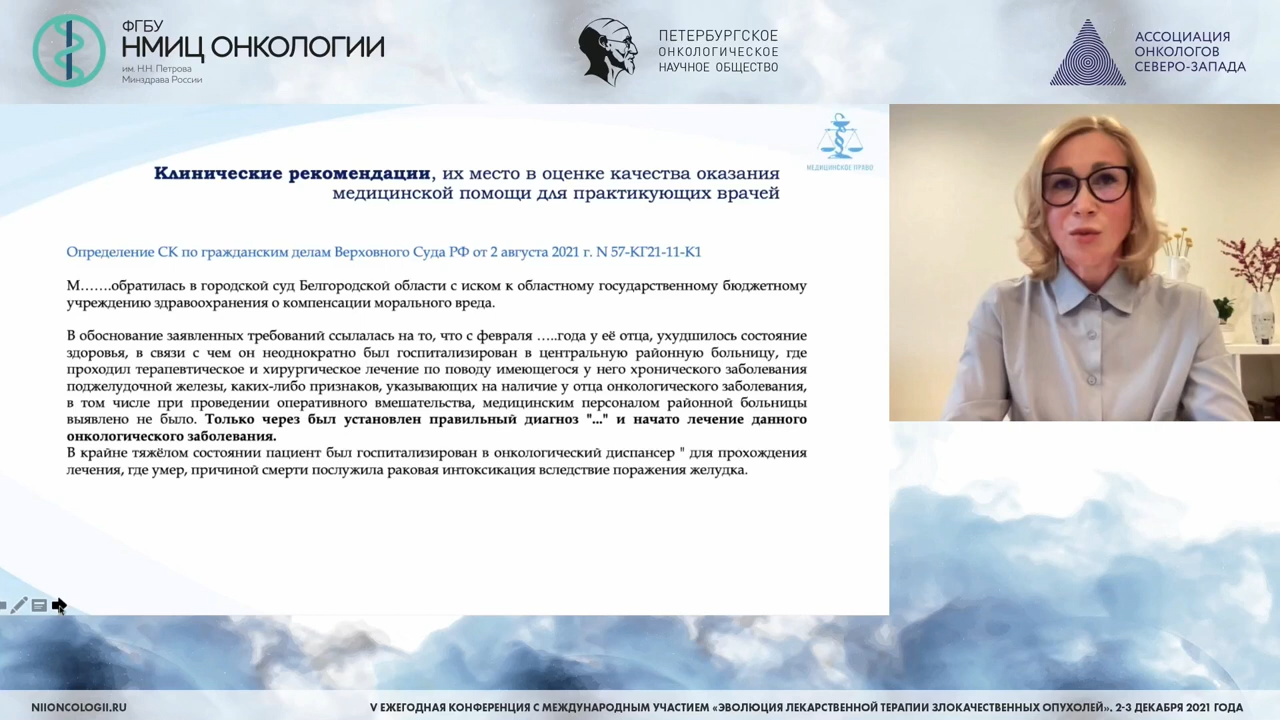 ФГБУ
НМИЦ ОНКОЛОГИИ
им. Н.Н. Петрова
Минздрава России
ПЕТЕРБУРГСКОЕ
ОНКОЛОГИЧЕСКОЕ
НАУЧНОЕ ОБЩЕСТВО
АССОЦИАЦИЯ
ОНКОЛОГОВ
СЕВЕРО-ЗАПАДА
МЕДИЦИНСКОЕ ПРАВО
Клинические рекомендации, их место в оценке качества оказания
медицинской помощи для практикующих врачей
Определение СК по гражданским делам Верховного Суда РФ от 2 августа 2021 г. N 57-КГ21-11-К1
М…….обратилась в городской суд Белгородской области с иском к областному государственному бюджетному
учреждению здравоохранения о компенсации морального вреда.
В обоснование заявленных требований ссылалась на то, что с февраля …..года у её отца, ухудшилось состояние
здоровья, в связи с чем он неоднократно был госпитализирован в центральную районную больницу, где
проходил терапевтическое и хирургическое лечение по поводу имеющегося у него хронического заболевания
поджелудочной железы, каких-либо признаков, указывающих на наличие у отца онкологического заболевания,
в том числе при проведении оперативного вмешательства, медицинским персоналом районной больницы
выявлено не было. Только через был установлен правильный диагноз "..." и начато лечение данного
онкологического заболевания.
В крайне тяжёлом состоянии пациент был госпитализирован в онкологический диспансер " для прохождения
лечения, где умер, причиной смерти послужила раковая интоксикация вследствие поражения желудка.
NIIONCOLOGII.RU
V ЕЖЕГОДНАЯ КОНФЕРЕНЦИЯ С МЕЖДУНАРОДНЫМ УЧАСТИЕМ «ЭВОЛЮЦИЯ ЛЕКАРСТВЕННОЙ ТЕРАПИИ ЗЛОКАЧЕСТВЕННЫХ ОПУХОЛЕЙ». 2-3 ДЕКАБРЯ 2021 ГОДА